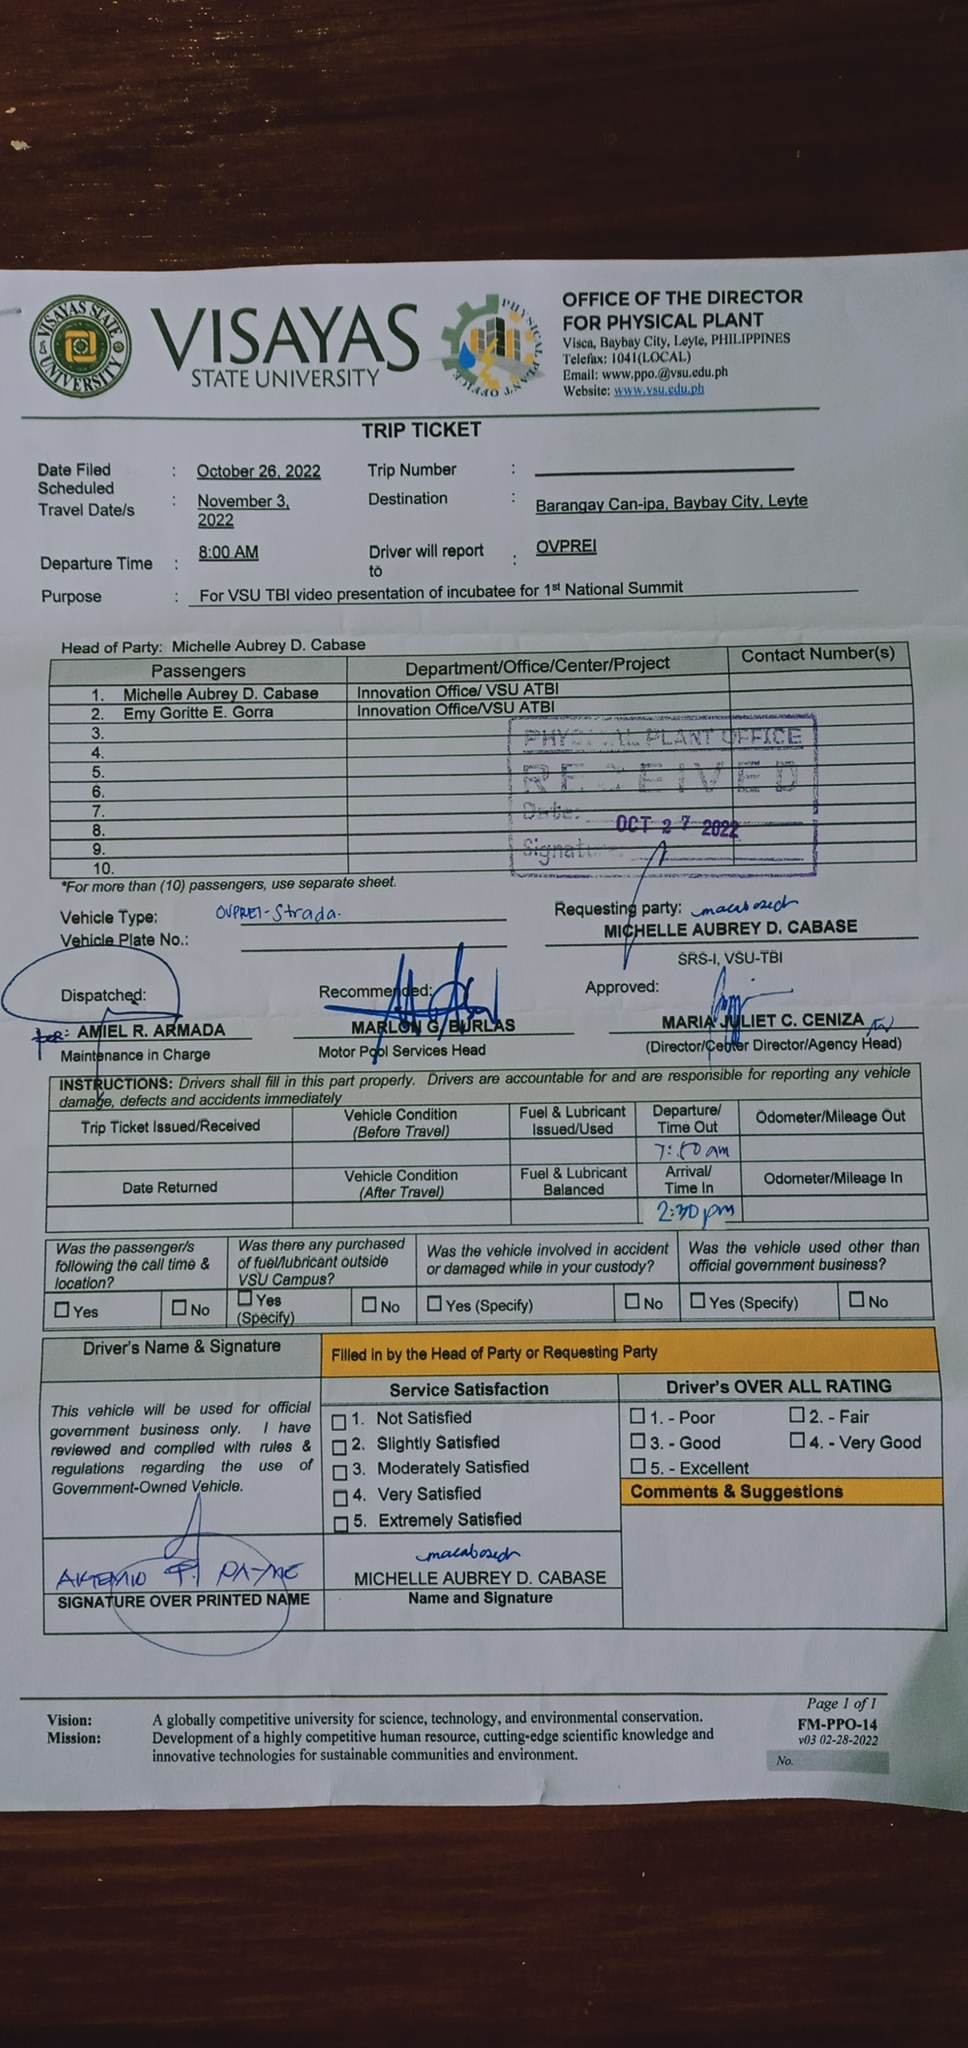 VISAYAS STATE UNIVERSITY
VISAYAS
STATE UNIVERSITY
PHYSICAL PLANT OFFICE
OFFICE OF THE DIRECTOR
FOR PHYSICAL PLANT
Visca, Baybay City, Leyte, PHILIPPINES
Telefax: 1041(LOCAL)
Email: www.ppo.@vsu.edu.ph
Website: www.vsu.edu.ph
TRIP TICKET
Date Filed : October 26, 2022 Trip Number :
Scheduled Travel Date/s : November 3, 2022 Destination : Barangay Can-ipa, Baybay City, Leyte
Departure Time : 8:00 AM Driver will report to : OVPREI
Purpose : For VSU TBI video presentation of incubatee for 1st National Summit
Head of Party: Michelle Aubrey D. Cabase
Passengers Department/Office/Center/Project Contact Number(s)
1. Michelle Aubrey D. Cabase Innovation Office/ VSU ATBI
2. Emy Goritte E. Gorra Innovation Office/VSU ATBI
3.
4.
5.
6.
7.
8.
9.
10.
PHYSICAL PLANT OFFICE
RECEIVED
Date: OCT 27 2022
Signature
*For more than (10) passengers, use separate sheet.
Vehicle Type: OVPREI-Strada.
Vehicle Plate No.:
Requesting party:
MICHELLE AUBREY D. CABASE
SRS-I, VSU-TBI
Dispatched: Recommended: Approved:
for: AMIEL R. ARMADA MARLON G. BURLAS MARIA JULIET C. CENIZA
Maintenance in Charge Motor Pool Services Head (Director/Center Director/Agency Head)
INSTRUCTIONS: Drivers shall fill in this part properly. Drivers are accountable for and are responsible for reporting any vehicle
damage, defects and accidents immediately
Trip Ticket Issued/Received Vehicle Condition (Before Travel) Fuel & Lubricant Issued/Used Departure/ Time Out Odometer/Mileage Out
7:50 am
Date Returned Vehicle Condition (After Travel) Fuel & Lubricant Balanced Arrival/ Time In Odometer/Mileage In
2:30 pm
Was the passenger/s following the call time & location? Was there any purchased of fuel/lubricant outside VSU Campus? Was the vehicle involved in accident or damaged while in your custody? Was the vehicle used other than official government business?
Yes No Yes (Specify) No Yes (Specify) No Yes (Specify) No
Driver's Name & Signature
Filled in by the Head of Party or Requesting Party
This vehicle will be used for official
government business only. I have
reviewed and complied with rules &
regulations regarding the use of
Government-Owned Vehicle.
Service Satisfaction
1. Not Satisfied
2. Slightly Satisfied
3. Moderately Satisfied
4. Very Satisfied
5. Extremely Satisfied
Driver's OVER ALL RATING
1. - Poor 2. - Fair
3. - Good 4. - Very Good
5. - Excellent
Comments & Suggestions
SIGNATURE OVER PRINTED NAME
MICHELLE AUBREY D. CABASE
Name and Signature
Page 1 of 1
FM-PPO-14
v03 02-28-2022
No.
Vision: A globally competitive university for science, technology, and environmental conservation.
Mission: Development of a highly competitive human resource, cutting-edge scientific knowledge and
innovative technologies for sustainable communities and environment.